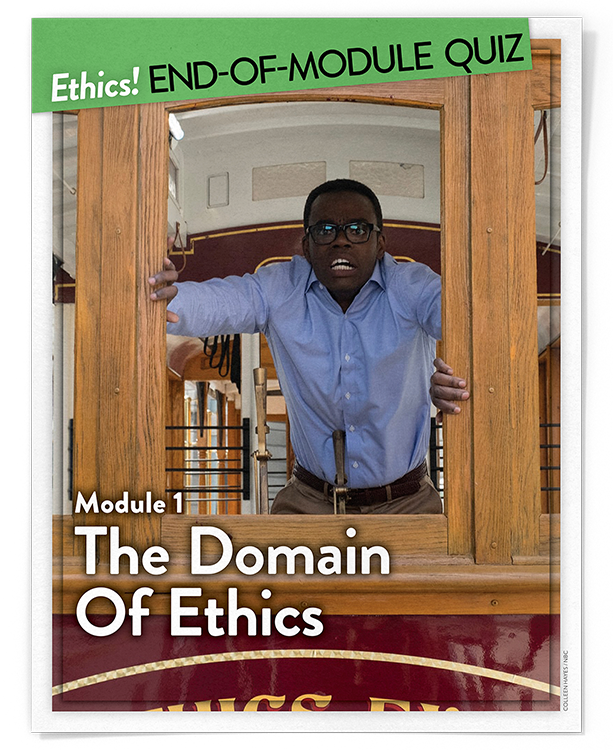 Ethics! END-OF-MODULE QUIZ
Module 1
The Domain
Of Ethics
COLLEEN HAYES / NBC